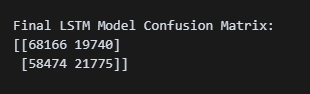 Final LSTM Model Confusion Matrix:
[[68166 19740]
 [58474 21775]]